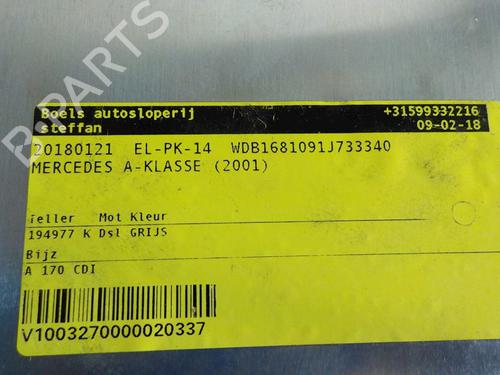 Boels autosloperij +31599332216
steffan 09-02-18
20180121 EL-PK-14 WDB1681091J733340
MERCEDES A-KLASSE (2001)
Teller Mot Kleur
194977 K Dsl GRIJS
Bijz
A 170 CDI
V1003270000020337